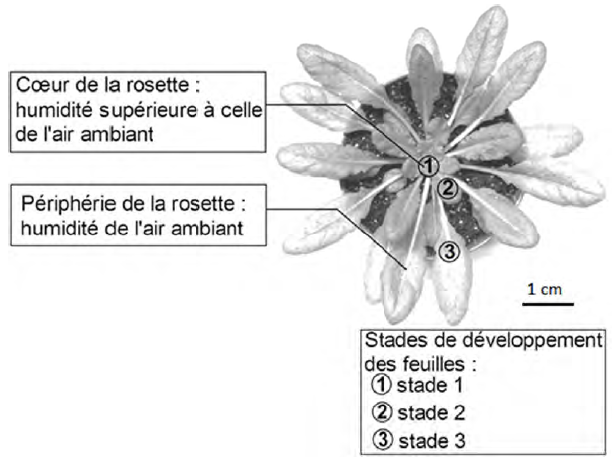 Cœur de la rosette :
humidité supérieure à celle
de l'air ambiant
1
2
Périphérie de la rosette :
humidité de l'air ambiant
3
1 cm
Stades de développement
des feuilles :
1 stade 1
2 stade 2
3 stade 3